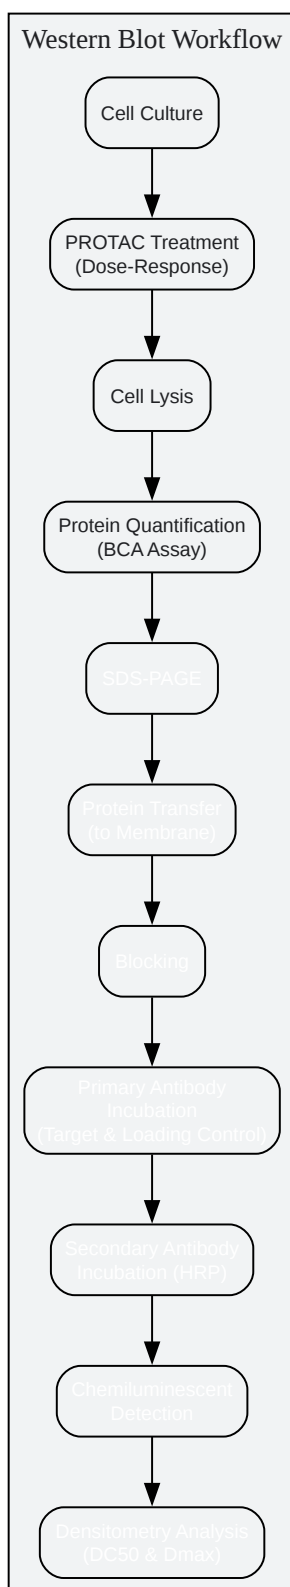 Western Blot Workflow
Cell Culture
PROTAC Treatment
(Dose-Response)
Cell Lysis
Protein Quantification
(BCA Assay)
SDS-PAGE
Protein Transfer
(to Membrane)
Blocking
Primary Antibody
Incubation
(Target & Loading Control)
Secondary Antibody
Incubation (HRP)
Chemiluminescent
Detection
Densitometry Analysis
(DC50 & Dmax)